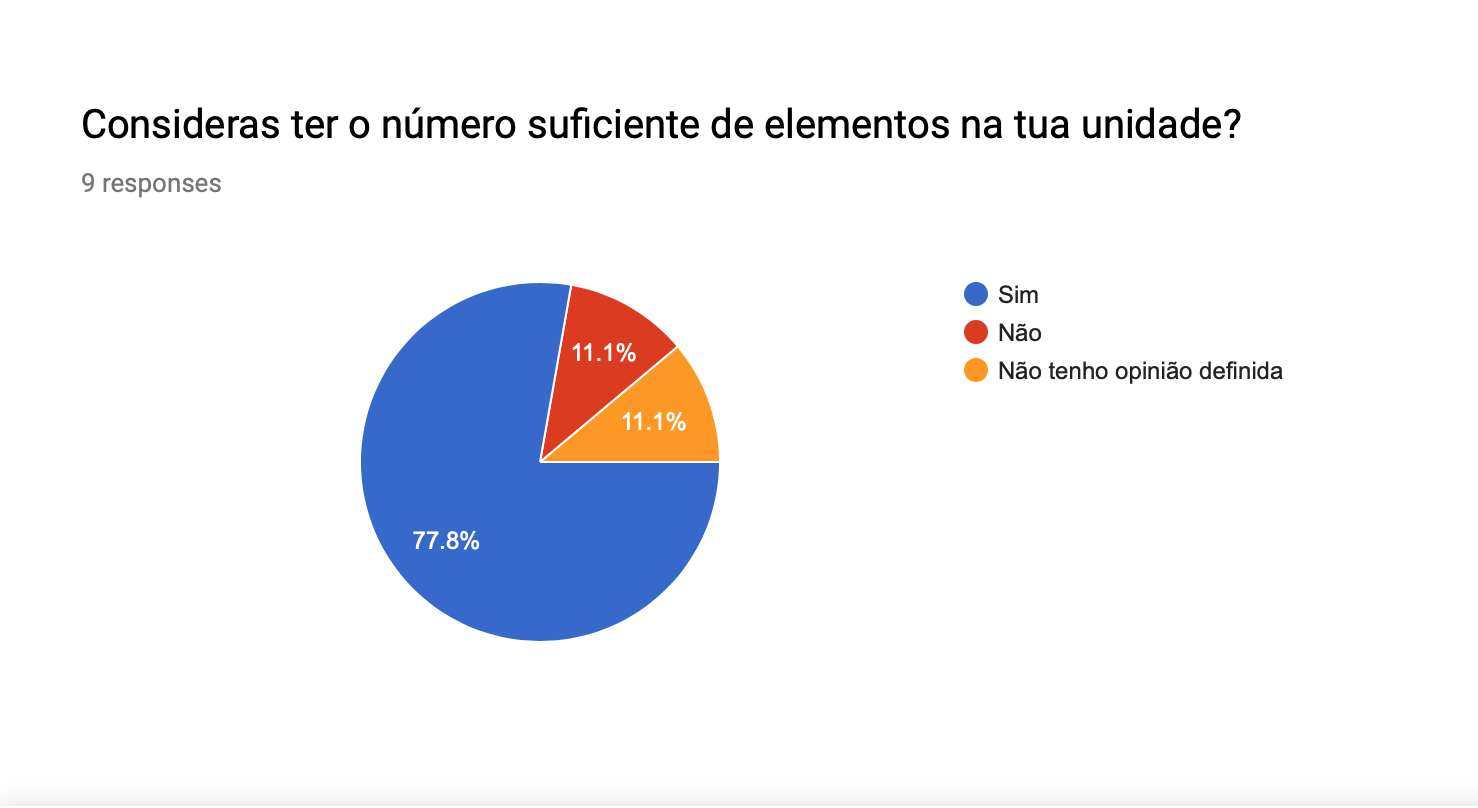 Consideras ter o número suficiente de elementos na tua unidade?
9 responses
Sim
Não
Não tenho opinião definida
11.1%
11.1%
77.8%